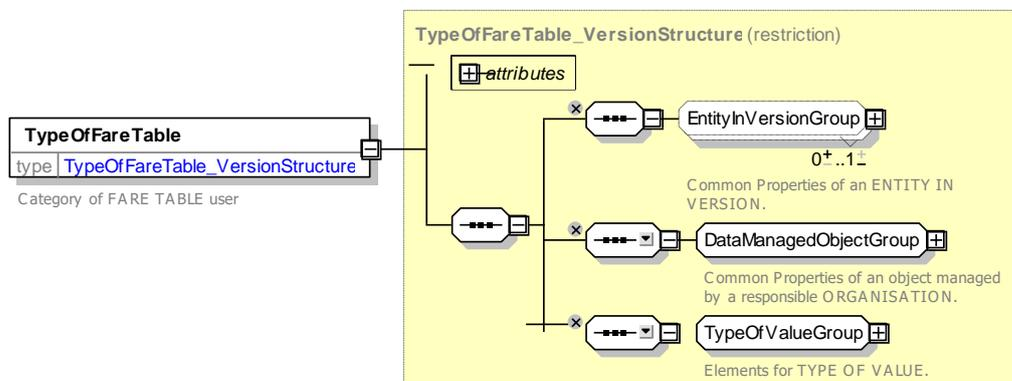 TypeOfFareTable_VersionStructure (restriction)
attributes
TypeOfFareTable
type TypeOfFareTable_VersionStructure
Category of FARE TABLE user
EntityInVersionGroup
0±..1±
Common Properties of an ENTITY IN
VERSION.
DataManagedObjectGroup
Common Properties of an object managed
by a responsible ORGANISATION.
TypeOfValueGroup
Elements for TYPE OF VALUE.